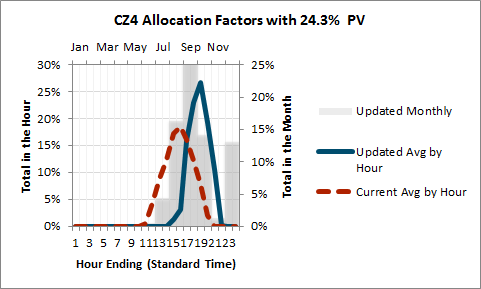 CZ4 Allocation Factors with 24.3% PV
Jan Mar May Jul Sep Nov
30%
25%
20%
15%
10%
5%
0%
Total in the Hour
25%
20%
15%
10%
5%
0%
Total in the Month
1 3 5 7 9 11 13 15 17 19 21 23
Hour Ending (Standard Time)
Updated Monthly
Updated Avg by
Hour
Current Avg by Hour